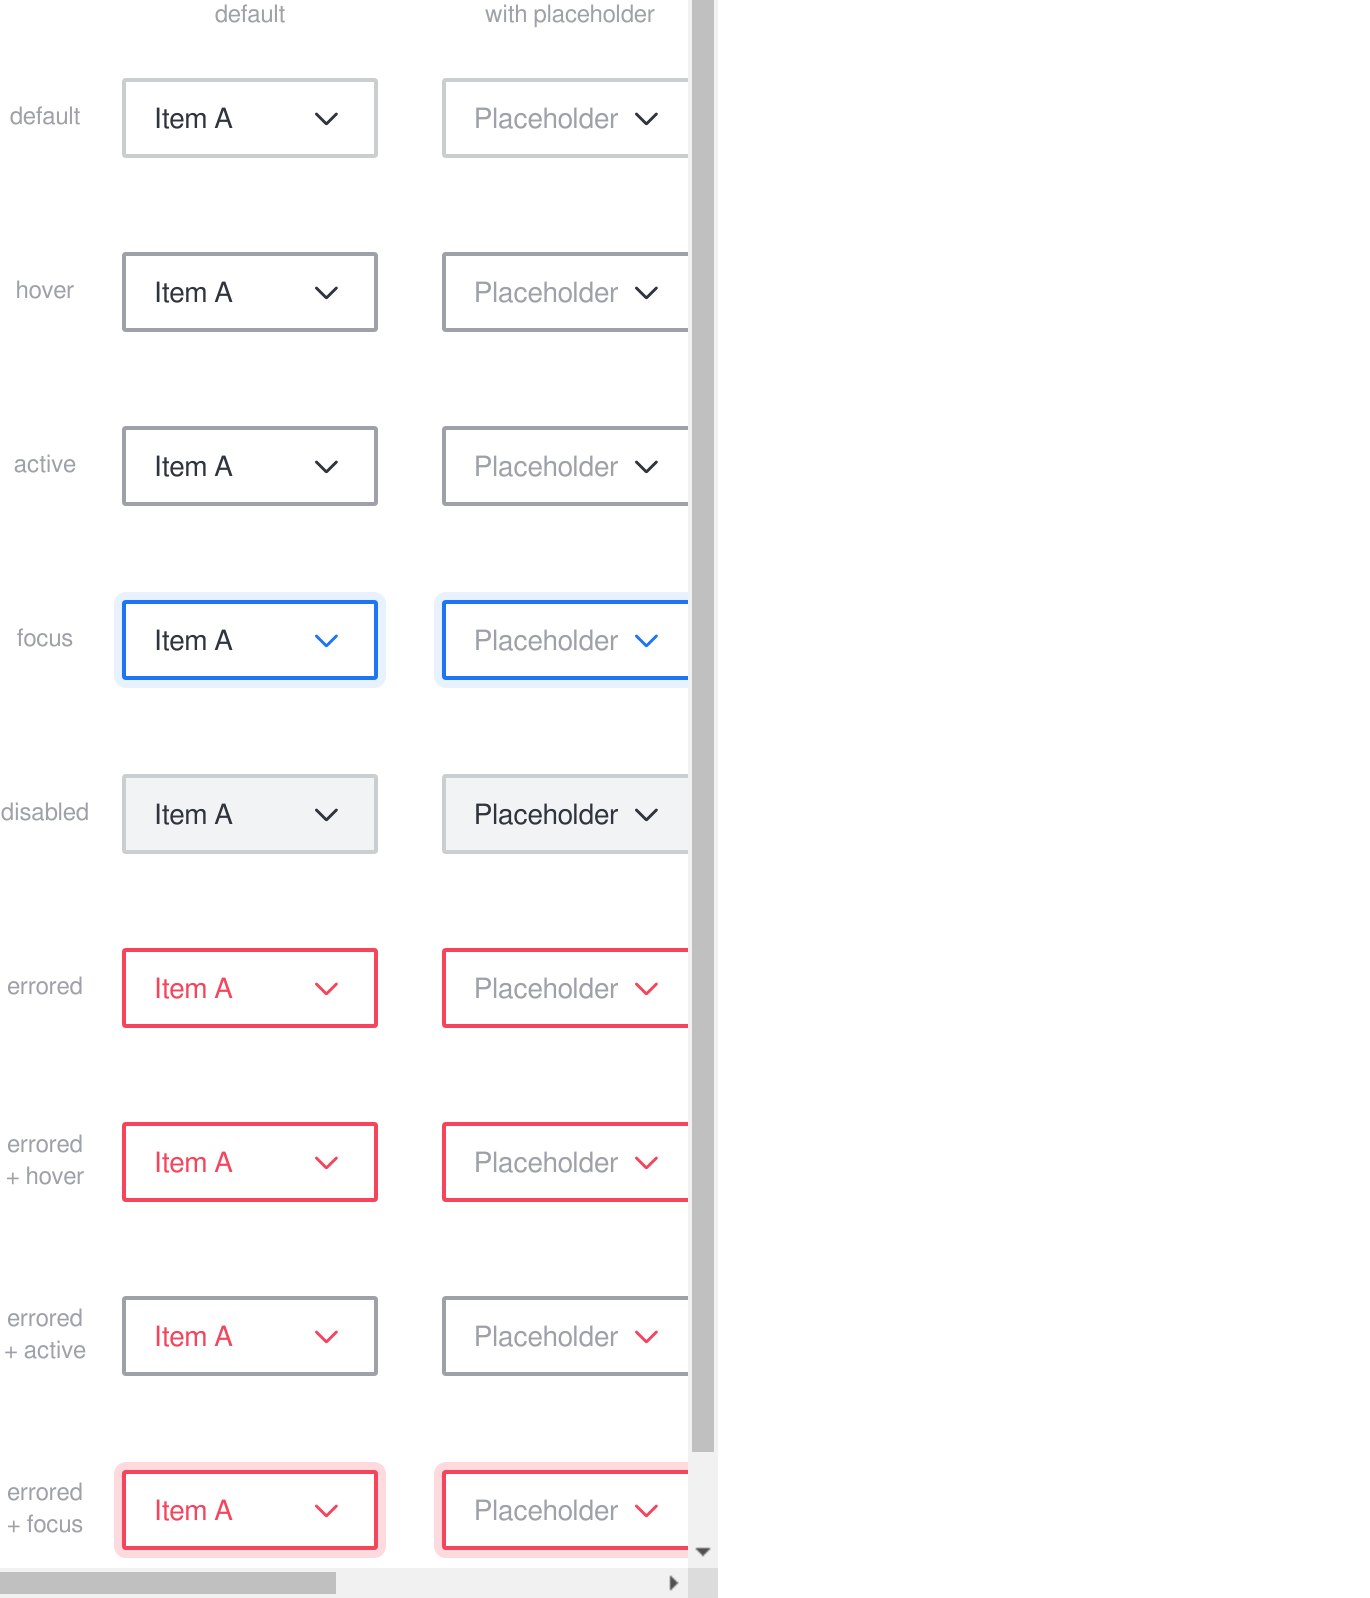 default with placeholder
default Item A Placeholder
hover Item A Placeholder
active Item A Placeholder
focus Item A Placeholder
disabled Item A Placeholder
errored Item A Placeholder
errored
+ hover Item A Placeholder
errored
+ active Item A Placeholder
errored
+ focus Item A Placeholder